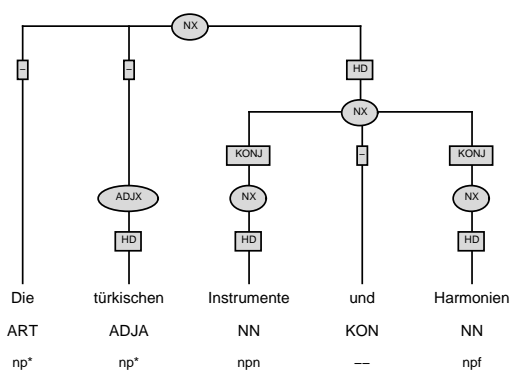 NX
– – HD
NX
KONJ – KONJ
ADJX NX NX
HD HD HD
Die türkischen Instrumente und Harmonien
ART ADJA NN KON NN
np* np* npn –– npf